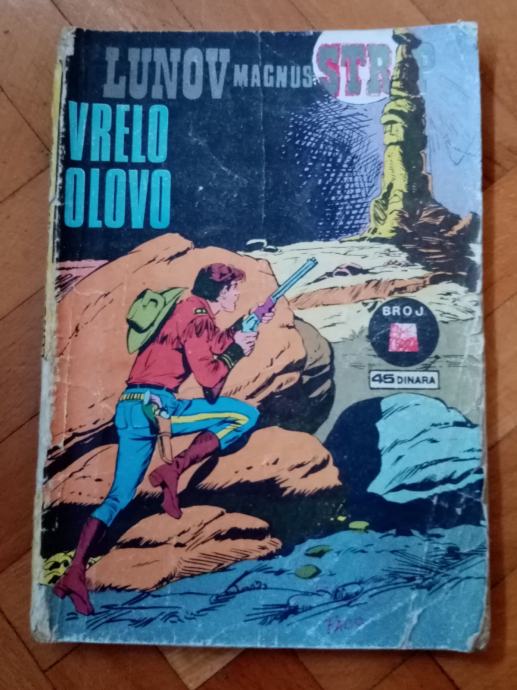 LUNOV MAGNUS STRIP
VRELO
OLOVO
BROJ
45 DINARA